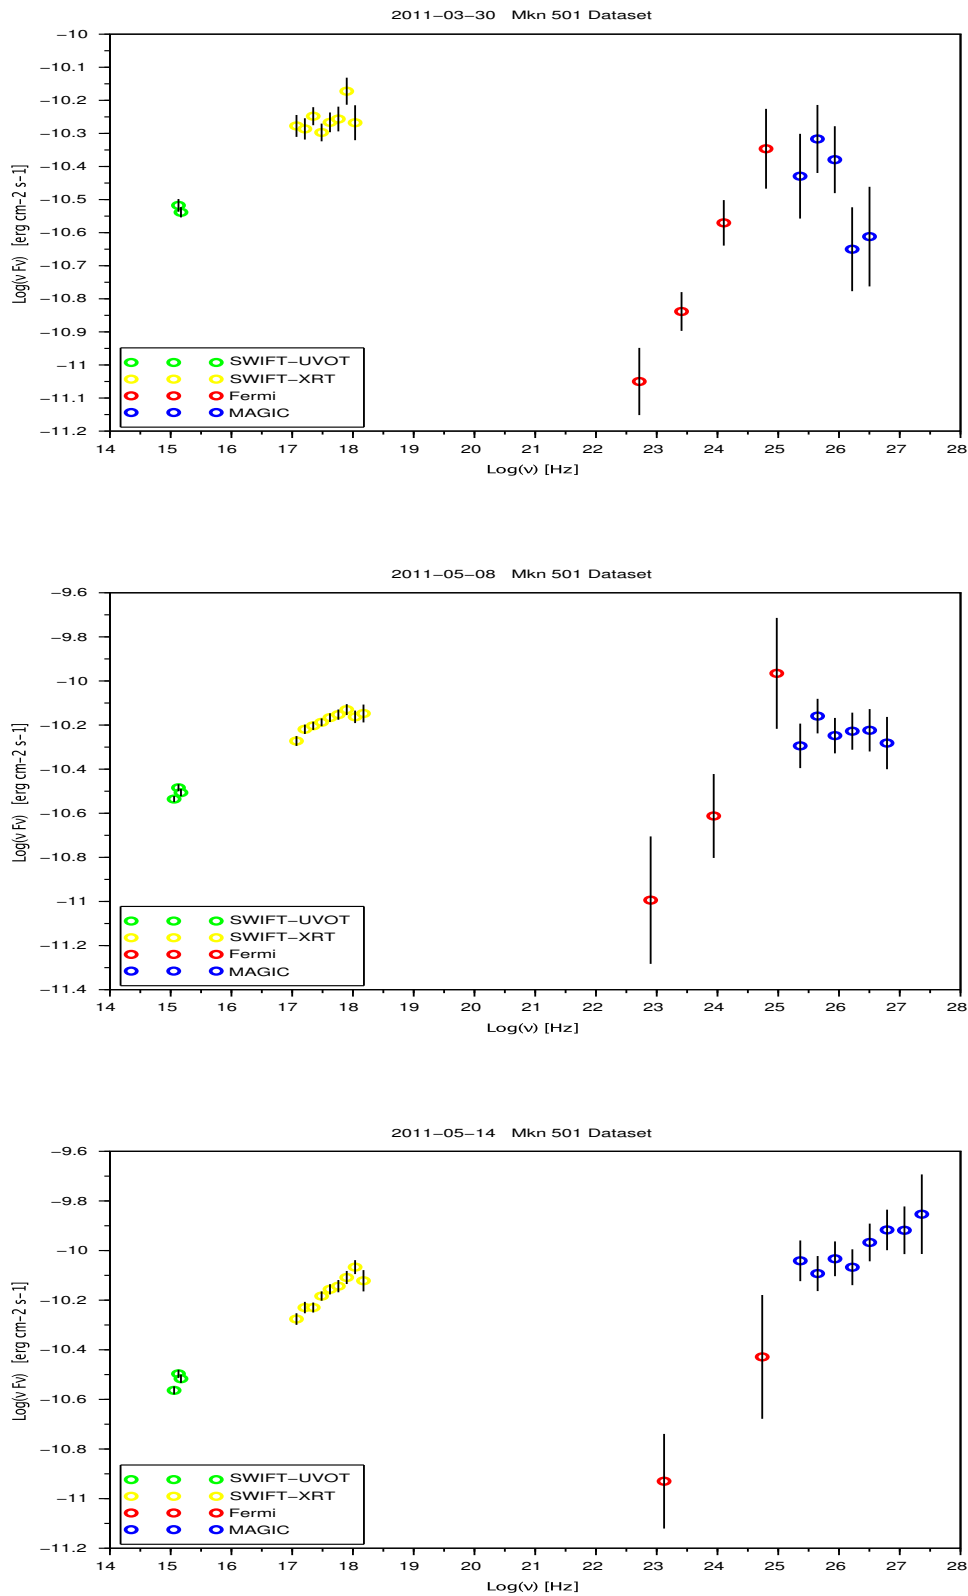 2011−03−30 Mkn 501 Dataset
−10
−10.1
−10.2
−10.3
−10.4
−10.5
−10.6
−10.7
−10.8
−10.9
−11
−11.1
−11.2
Log(ν Fν) [erg cm−2 s−1]
SWIFT−UVOT
SWIFT−XRT
Fermi
MAGIC
14 15 16 17 18 19 20 21 22 23 24 25 26 27 28
Log(ν) [Hz]
2011−05−08 Mkn 501 Dataset
−9.6
−9.8
−10
−10.2
−10.4
−10.6
−10.8
−11
−11.2
−11.4
Log(ν Fν) [erg cm−2 s−1]
SWIFT−UVOT
SWIFT−XRT
Fermi
MAGIC
14 15 16 17 18 19 20 21 22 23 24 25 26 27 28
Log(ν) [Hz]
2011−05−14 Mkn 501 Dataset
−9.6
−9.8
−10
−10.2
−10.4
−10.6
−10.8
−11
−11.2
Log(ν Fν) [erg cm−2 s−1]
SWIFT−UVOT
SWIFT−XRT
Fermi
MAGIC
14 15 16 17 18 19 20 21 22 23 24 25 26 27 28
Log(ν) [Hz]